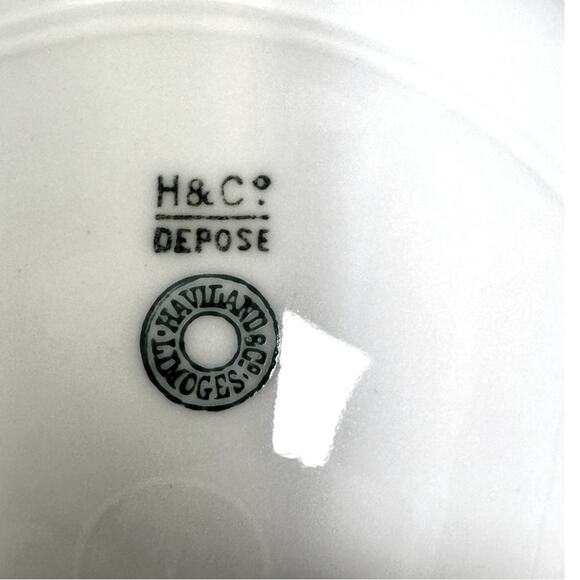 H & Cº
DEPOSE
HAVILAND & Cº · LIMOGES ·